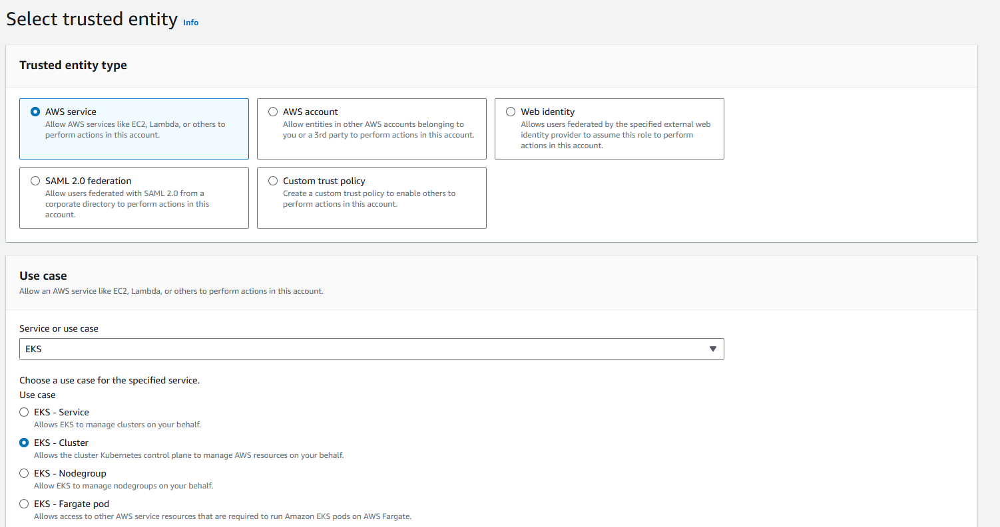 Select trusted entity Info
Trusted entity type
AWS service
Allow AWS services like EC2, Lambda, or others to
perform actions in this account.
AWS account
Allow entities in other AWS accounts belonging to
you or a 3rd party to perform actions in this account.
Web identity
Allows users federated by the specified external web
identity provider to assume this role to perform
actions in this account.
SAML 2.0 federation
Allow users federated with SAML 2.0 from a
corporate directory to perform actions in this
account.
Custom trust policy
Create a custom trust policy to enable others to
perform actions in this account.
Use case
Allow an AWS service like EC2, Lambda, or others to perform actions in this account.
Service or use case
EKS
Choose a use case for the specified service.
Use case
EKS - Service
Allows EKS to manage clusters on your behalf.
EKS - Cluster
Allows the cluster Kubernetes control plane to manage AWS resources on your behalf.
EKS - Nodegroup
Allow EKS to manage nodegroups on your behalf.
EKS - Fargate pod
Allows access to other AWS service resources that are required to run Amazon EKS pods on AWS Fargate.